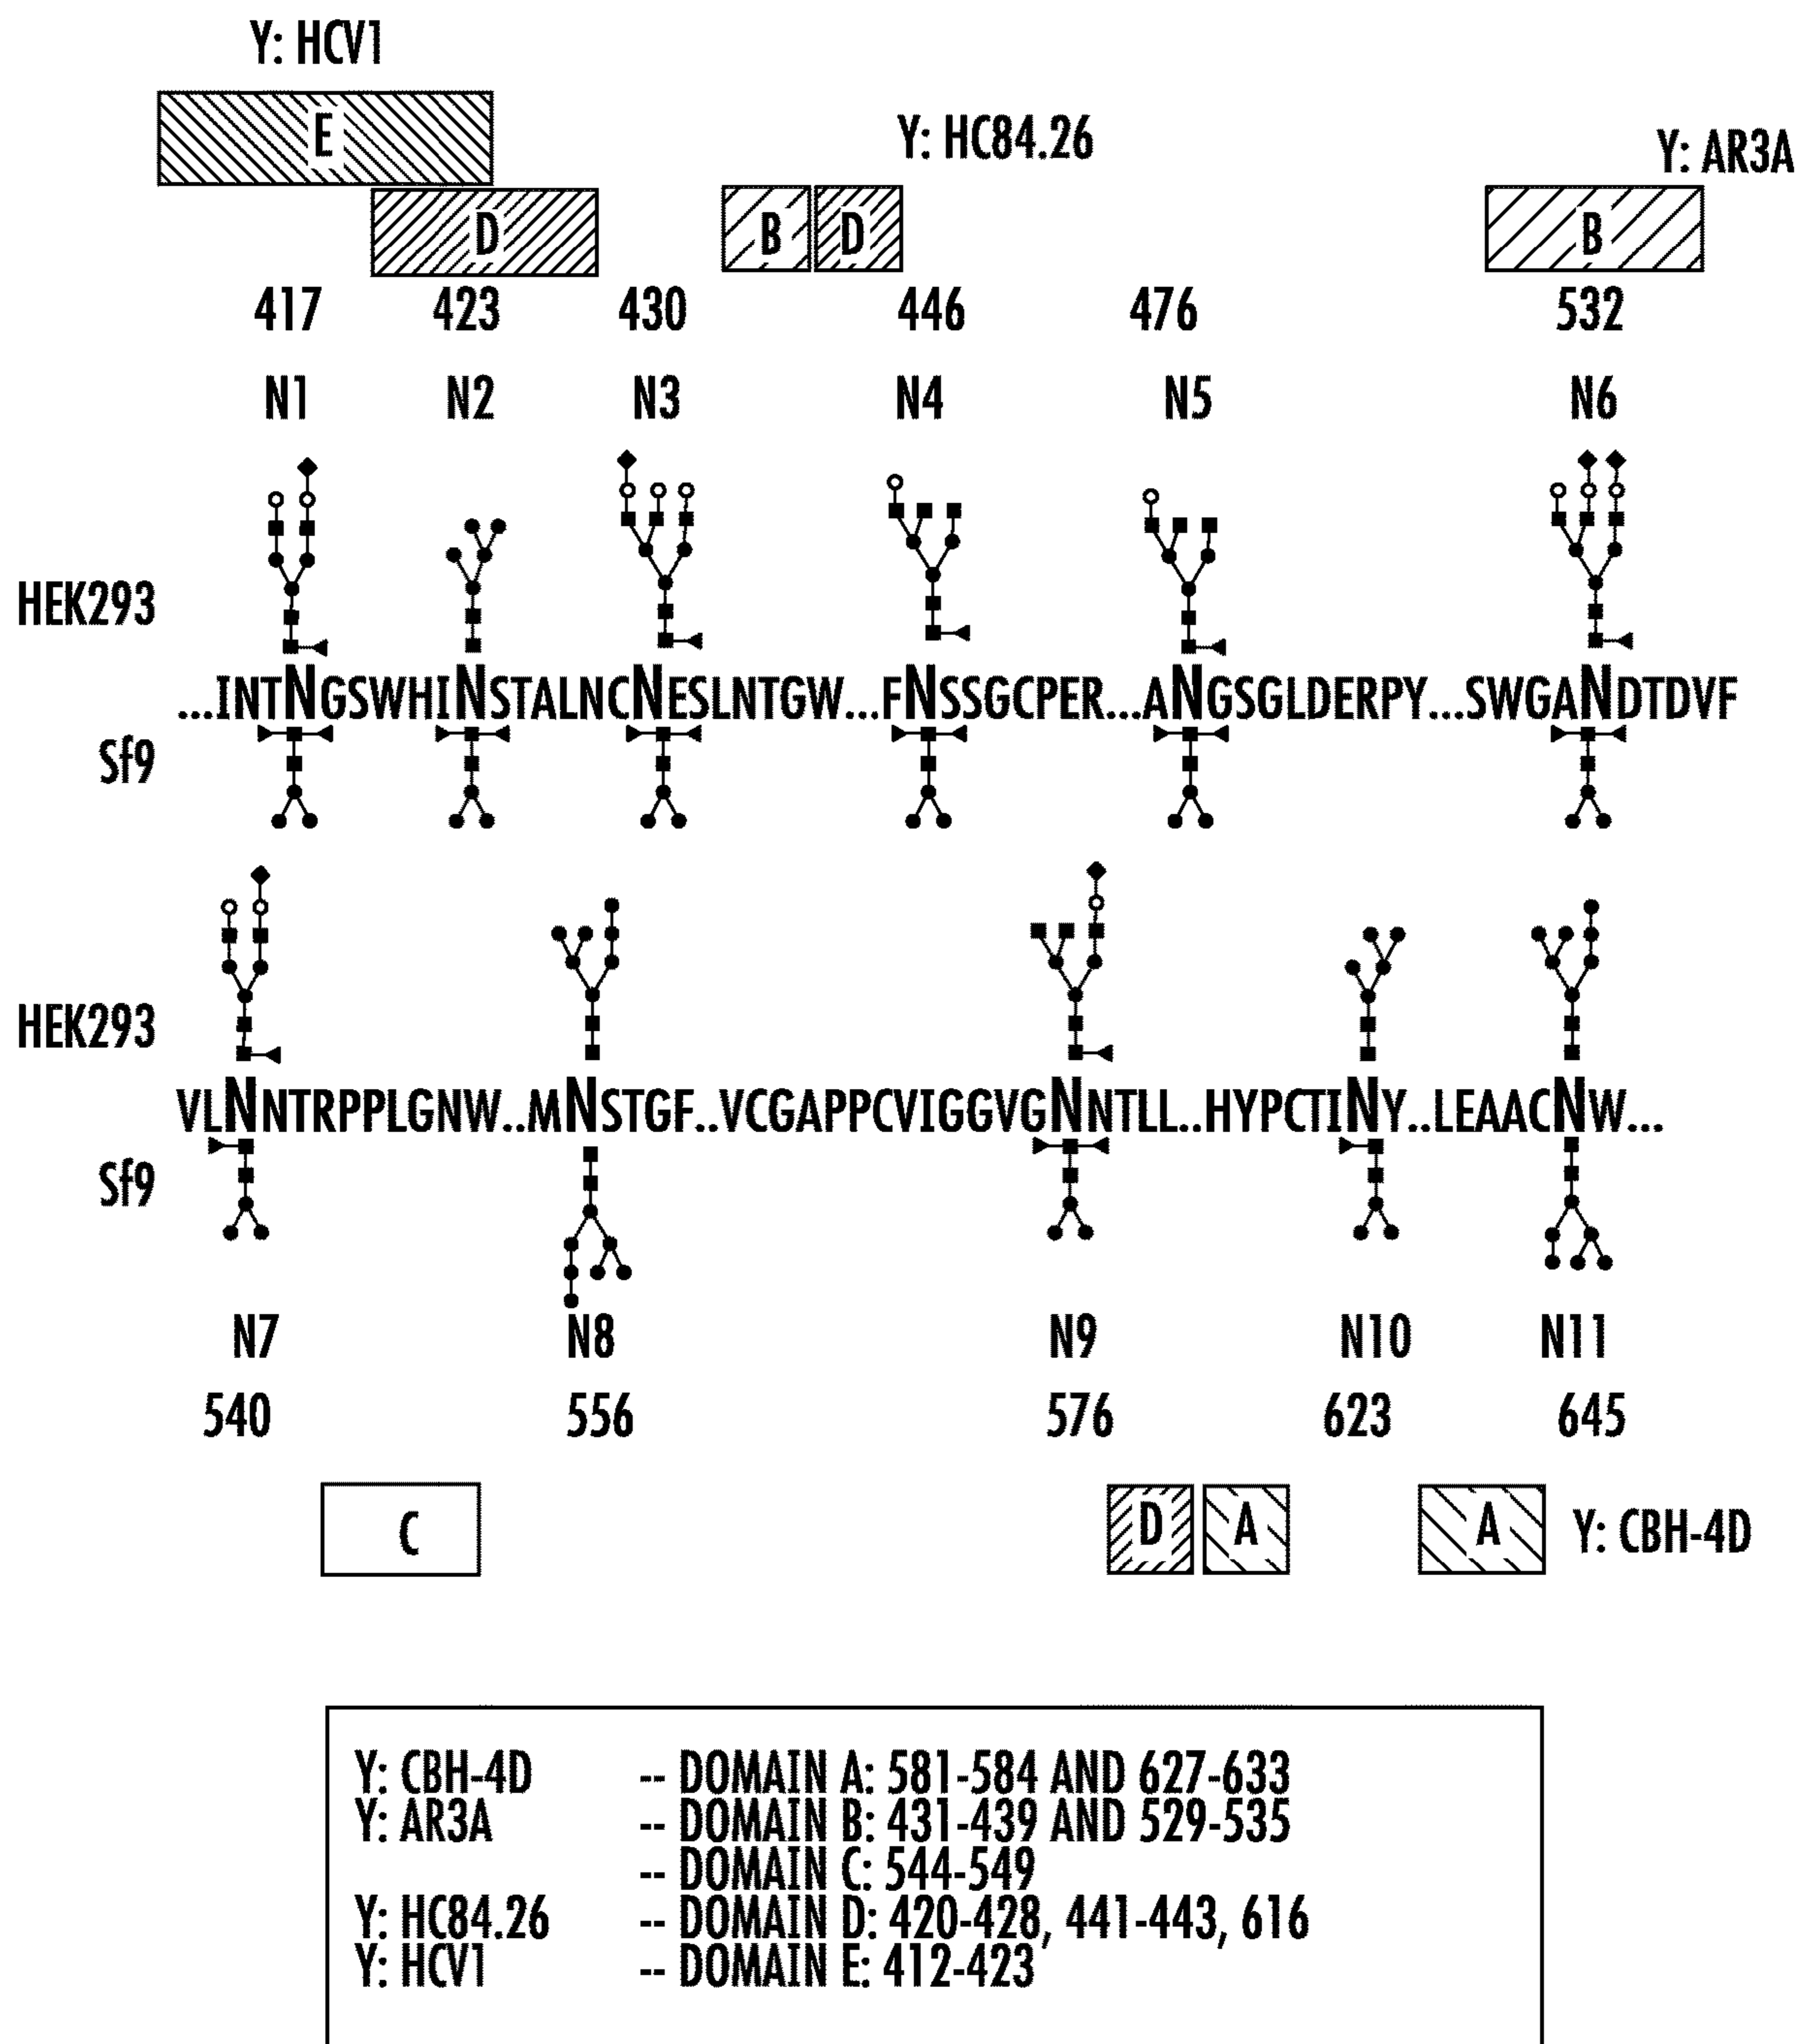 Y: HCV1
E
Y: HC84.26
Y: AR3A
D
B D
B
417 423 430 446 476 532
N1 N2 N3 N4 N5 N6
HEK293
...INTNGSWHINSTALNCNESLNTGW...FNSSGCPER...ANGSGLDERPY...SWGANDTDVF
Sf9
HEK293
VLNNTRPPLGNW..MNSTGF..VCGAPPCVIGGVGNNTLL..HYPCTINY..LEAACNW...
Sf9
N7 N8 N9 N10 N11
540 556 576 623 645
C
D A A Y: CBH-4D
Y: CBH-4D -- DOMAIN A: 581-584 AND 627-633
Y: AR3A -- DOMAIN B: 431-439 AND 529-535
-- DOMAIN C: 544-549
Y: HC84.26 -- DOMAIN D: 420-428, 441-443, 616
Y: HCV1 -- DOMAIN E: 412-423